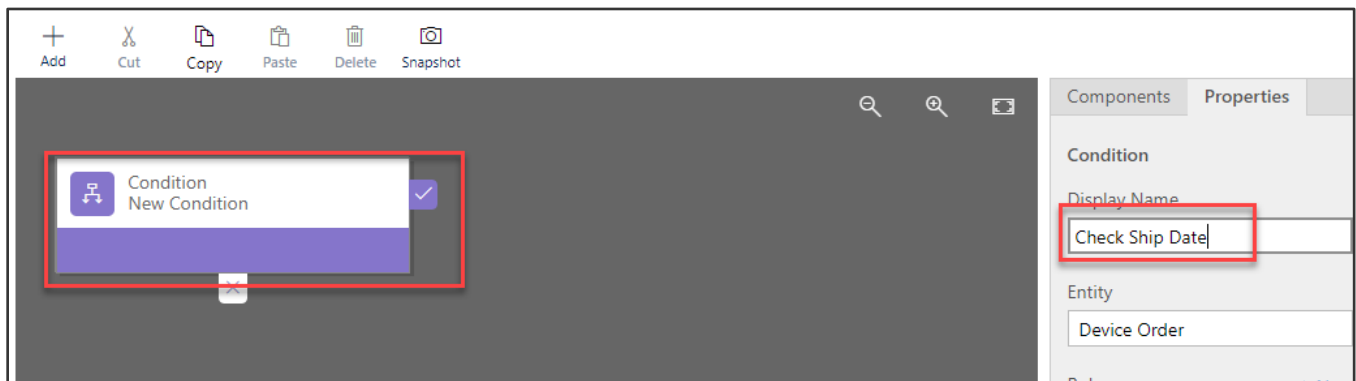 Add Cut Copy Paste Delete Snapshot
Components Properties
Condition
New Condition
Condition
Display Name
Check Ship Date
Entity
Device Order